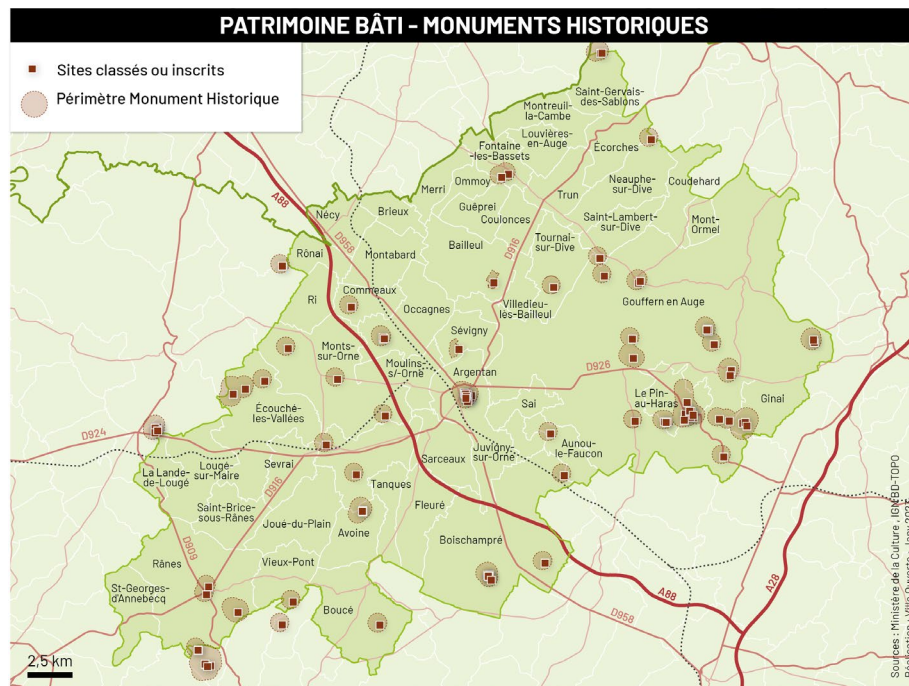 PATRIMOINE BÂTI - MONUMENTS HISTORIQUES
Sites classés ou inscrits
Périmètre Monument Historique
Saint-Gervais-
des-Sablons
Montreuil
la-Cambe
Louvières-
en-Auge
Écorches
Fontaine
-les-Bassets
Neauphe-
sur-Dive
Coudehard
Trun
Merri
Ommoy
A88
Nécy
Brieux
Guêprei
Coulonces
Saint-Lambert-
sur-Dive
Mont-
Ormel
D958
D916
Tournai-
sur-Dive
Bailleul
Rônai
Montabard
Ri
Commeaux
Occagnes
Villedieu-
lès-Bailleul
Gouffern en Auge
Sévigny
Monts-
sur-Orne
Moulins-
s/-Orne
Argentan
D926
Sai
Le Pin-
au-Haras
Ginai
Écouché-
les-Vallées
D924
Juvigny-
sur-Orne
Aunou-
le-Faucon
Sarceaux
La Lande-
de-Lougé
Lougé-
sur-Maire
Sevrai
D916
Tanques
Saint-Brice-
sous-Rânes
Joué-du-Plain
Avoine
Fleuré
Boischampré
D909
Rânes
Vieux-Pont
St-Georges-
d'Annebecq
Boucé
A88
D958
A28
2,5 km
Sources : Ministère de la Culture , IGN BD-TOPO